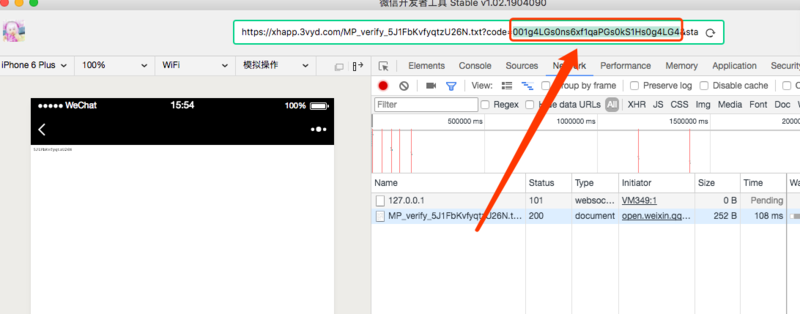 微信开发者工具 Stable v1.02.1904090
https://xhapp.3vyd.com/MP_verify_5J1FbKvfyqtzU26N.txt?code=001g4LGs0ns6xf1qaPGs0kS1Hs0g4LG4&sta
iPhone 6 Plus 100% WiFi 模拟操作
Console Sources Network Performance Memory Application
Group by frame Preserve log Disable cache
Filter Regex Hide data URLs All XHR JS CSS Img Media Font Doc
500000 ms 1000000 ms 1500000 ms
WeChat 15:54 100%
Name Status Type Initiator Size Time Wa
127.0.0.1 101 websoc... VM349:1 0 B Pending
MP_verify_5J1FbKvfyqtzU26N.t... 200 document open.weixin.qq... 252 B 108 ms